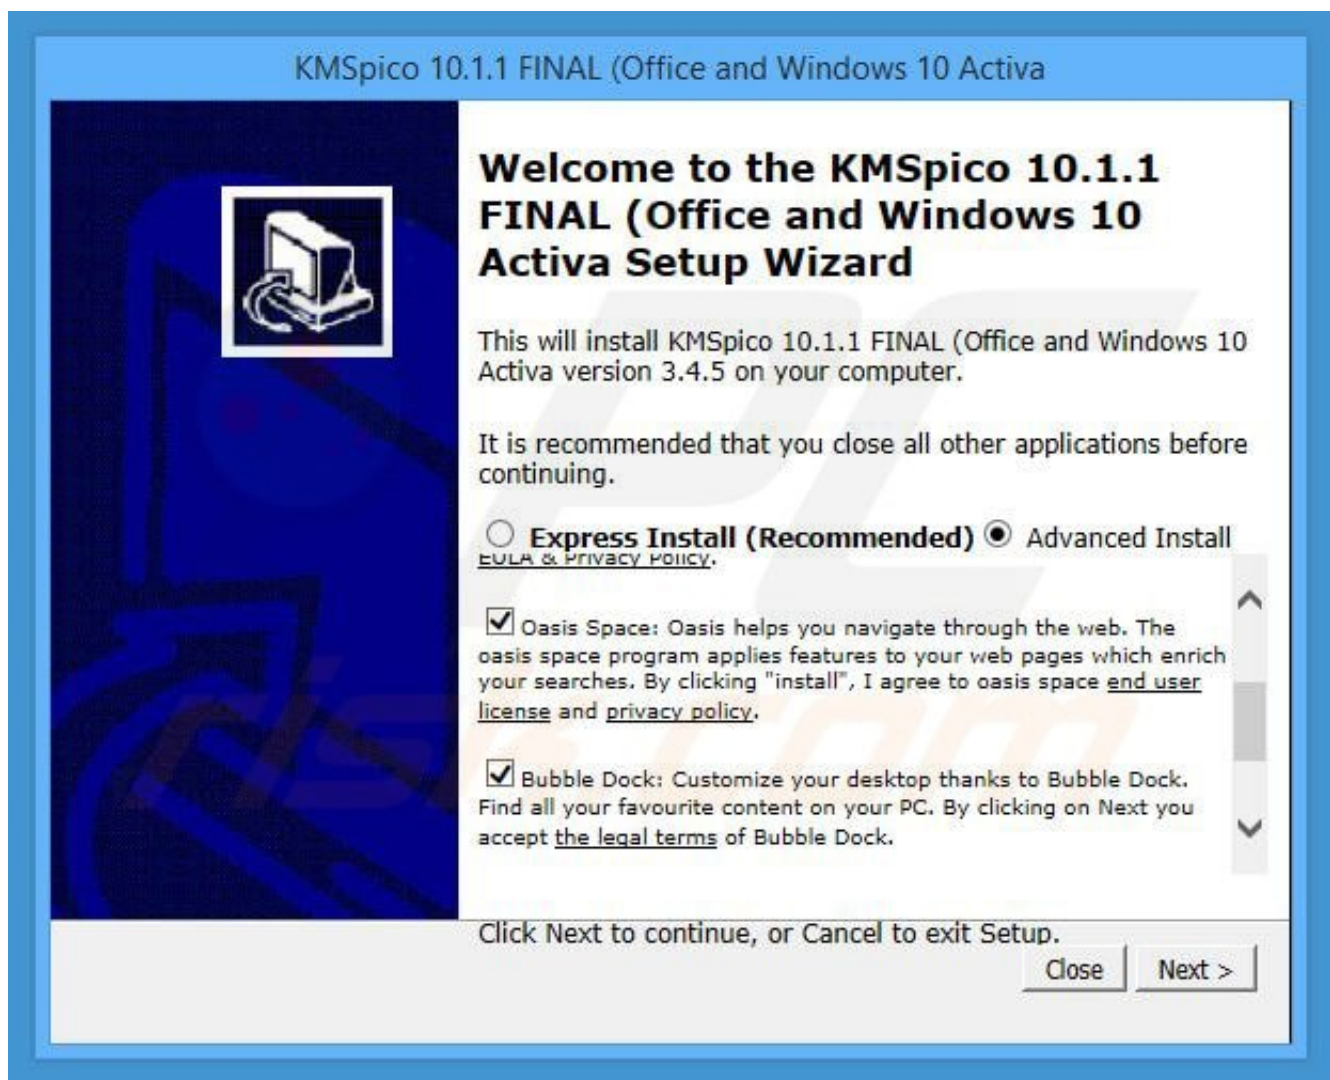 KMSpico 10.1.1 FINAL (Office and Windows 10 Activa
Welcome to the KMSpico 10.1.1
FINAL (Office and Windows 10
Activa Setup Wizard
This will install KMSpico 10.1.1 FINAL (Office and Windows 10
Activa version 3.4.5 on your computer.
It is recommended that you close all other applications before
continuing.
Express Install (Recommended) Advanced Install
EULA & Privacy Policy.
Oasis Space: Oasis helps you navigate through the web. The
oasis space program applies features to your web pages which enrich
your searches. By clicking "install", I agree to oasis space end user
license and privacy policy.
Bubble Dock: Customize your desktop thanks to Bubble Dock.
Find all your favourite content on your PC. By clicking on Next you
accept the legal terms of Bubble Dock.
Click Next to continue, or Cancel to exit Setup.
Close Next >
PC
risk.com